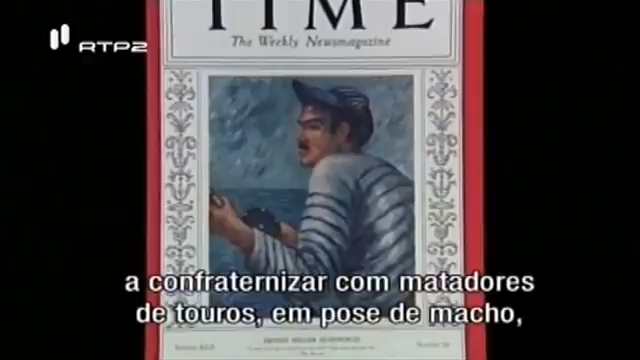 TIME
RTP2
The Weekly Newsmagazine
a confraternizar com matadores
de touros, em pose de macho,